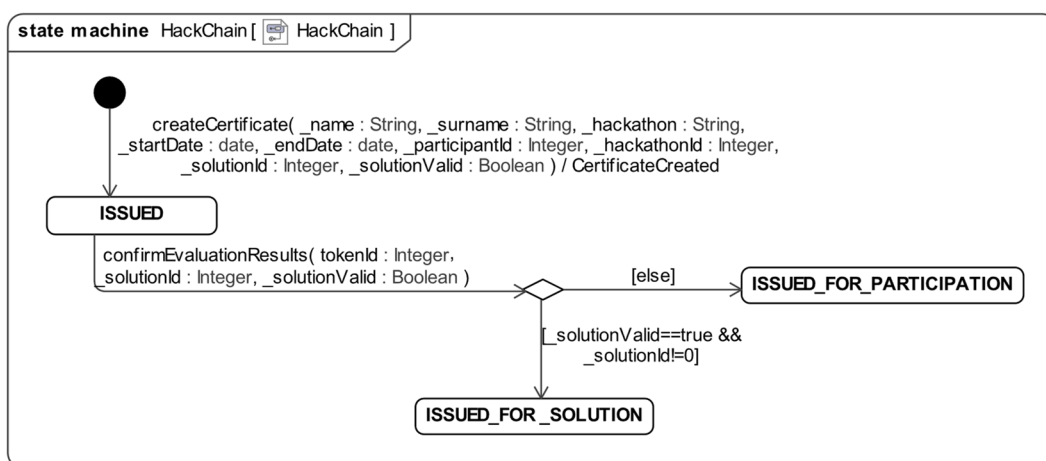 state machine HackChain [ HackChain ]
createCertificate( _name : String, _surname : String, _hackathon : String,
_startDate : date, _endDate : date, _participantId : Integer, _hackathonId : Integer,
_solutionId : Integer, _solutionValid : Boolean ) / CertificateCreated
ISSUED
confirmEvaluationResults( tokenId : Integer,
_solutionId : Integer, _solutionValid : Boolean )
[else]
ISSUED_FOR_PARTICIPATION
[_solutionValid==true &&
_solutionId!=0]
ISSUED_FOR_SOLUTION